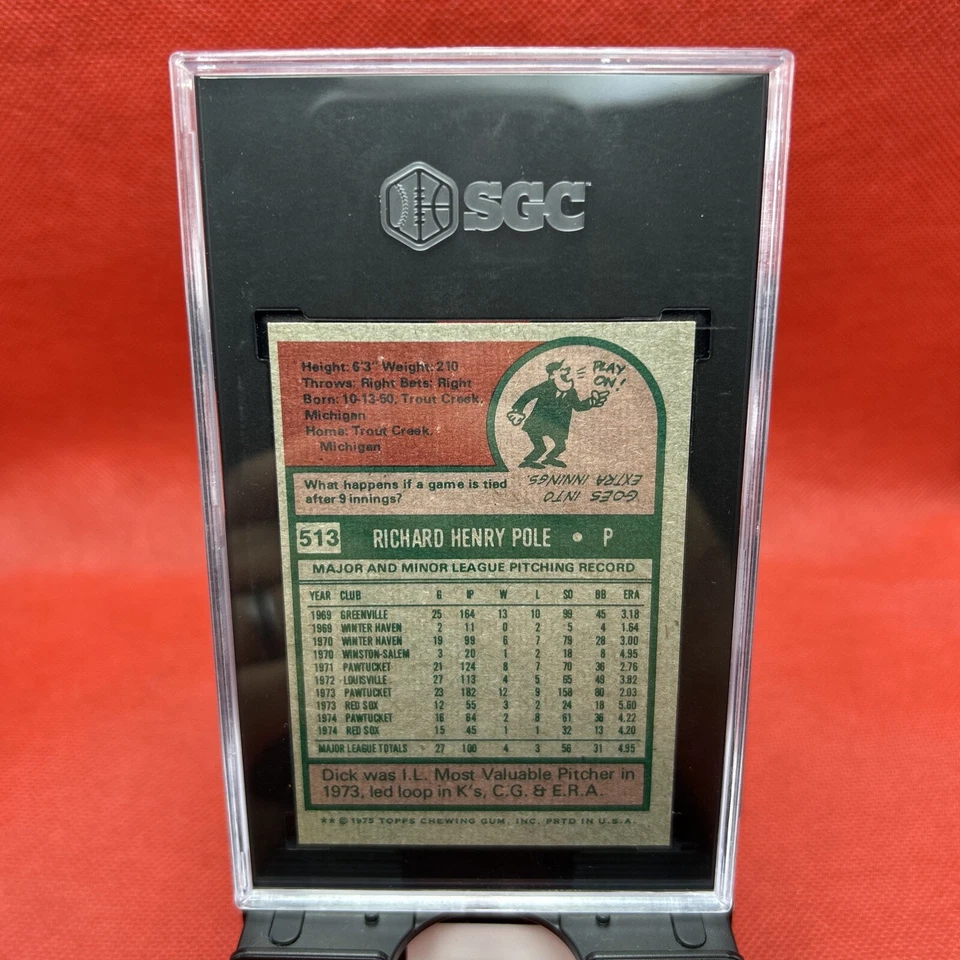 SGC
Height: 6'3" Weight: 210
Throws: Right Bats: Right
Born: 10-13-50, Trout Creek,
Michigan
Home: Trout Creek,
Michigan
PLAY
ON!
What happens if a game is tied
after 9 innings?
GOES INTO
EXTRA INNINGS.
513 RICHARD HENRY POLE • P
MAJOR AND MINOR LEAGUE PITCHING RECORD
YEAR CLUB G IP W L SO BB ERA
1969 GREENVILLE 25 164 13 10 99 45 3.18
1969 WINTER HAVEN 2 11 0 2 5 4 1.64
1970 WINTER HAVEN 19 99 6 7 79 28 3.00
1970 WINSTON-SALEM 3 20 1 2 18 8 4.95
1971 PAWTUCKET 21 124 8 7 70 36 2.76
1972 LOUISVILLE 27 113 4 5 65 49 3.82
1973 PAWTUCKET 23 182 12 9 158 80 2.03
1973 RED SOX 12 55 3 2 24 18 5.60
1974 PAWTUCKET 16 64 2 8 61 36 4.22
1974 RED SOX 15 45 1 1 32 13 4.20
MAJOR LEAGUE TOTALS 27 100 4 3 56 31 4.95
Dick was I.L. Most Valuable Pitcher in
1973, led loop in K's, C.G. & E.R.A.
** © 1975 TOPPS CHEWING GUM, INC. PRTD IN U.S.A.